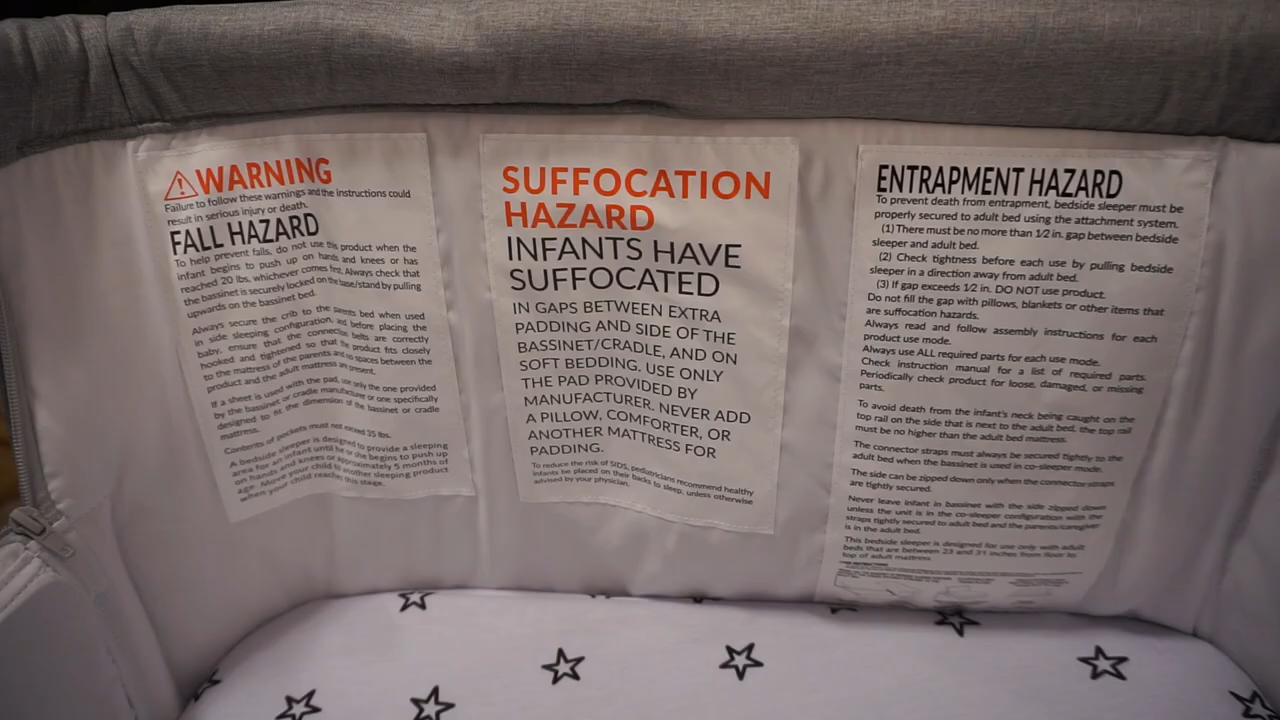 WARNING
Failure to follow these warnings and the instructions could
result in serious injury or death.
FALL HAZARD
To help prevent falls, do not use this product when the
infant begins to push up on hands and knees or has
reached 20 lbs, whichever comes first. Always check that
the bassinet is securely locked on the base/stand by pulling
upwards on the bassinet bed.
Always secure the crib to the parents bed when used
in side sleeping configuration, and before placing the
baby, ensure that the connection belts are correctly
hooked and tightened so that the product fits closely
to the mattress of the parents and no spaces between the
product and the adult mattress are present.
If a sheet is used with the pad, use only the one provided
by the bassinet or cradle manufacturer or one specifically
designed to fit the dimension of the bassinet or cradle
mattress.
Contents of pockets must not exceed 35 lbs.
A bedside sleeper is designed to provide a sleeping
area for an infant until he or she begins to push up
on hands and knees or approximately 5 months of
age. Move your child to another sleeping product
when your child reaches this stage.
SUFFOCATION
HAZARD
INFANTS HAVE
SUFFOCATED
IN GAPS BETWEEN EXTRA
PADDING AND SIDE OF THE
BASSINET/CRADLE, AND ON
SOFT BEDDING. USE ONLY
THE PAD PROVIDED BY
MANUFACTURER. NEVER ADD
A PILLOW, COMFORTER, OR
ANOTHER MATTRESS FOR
PADDING.
To reduce the risk of SIDS, pediatricians recommend healthy
infants be placed on their backs to sleep, unless otherwise
advised by your physician.
ENTRAPMENT HAZARD
To prevent death from entrapment, bedside sleeper must be
properly secured to adult bed using the attachment system.
(1) There must be no more than 1/2 in. gap between bedside
sleeper and adult bed.
(2) Check tightness before each use by pulling bedside
sleeper in a direction away from adult bed.
(3) If gap exceeds 1/2 in. DO NOT use product.
Do not fill the gap with pillows, blankets or other items that
are suffocation hazards.
Always read and follow assembly instructions for each
product use mode.
Always use ALL required parts for each use mode.
Check instruction manual for a list of required parts.
Periodically check product for loose, damaged, or missing
parts.
To avoid death from the infant's neck being caught on the
top rail on the side that is next to the adult bed, the top rail
must be no higher than the adult bed mattress.
The connector straps must always be secured tightly to the
adult bed when the bassinet is used in co-sleeper mode.
The side can be zipped down only when the connector straps
are tightly secured.
Never leave infant in bassinet with the side zipped down
unless the unit is in the co-sleeper configuration with the
straps tightly secured to adult bed and the parents/caregiver
is in the adult bed.
This bedside sleeper is designed for use only with adult
beds that are between 23 and 31 inches from floor to
top of adult mattress.